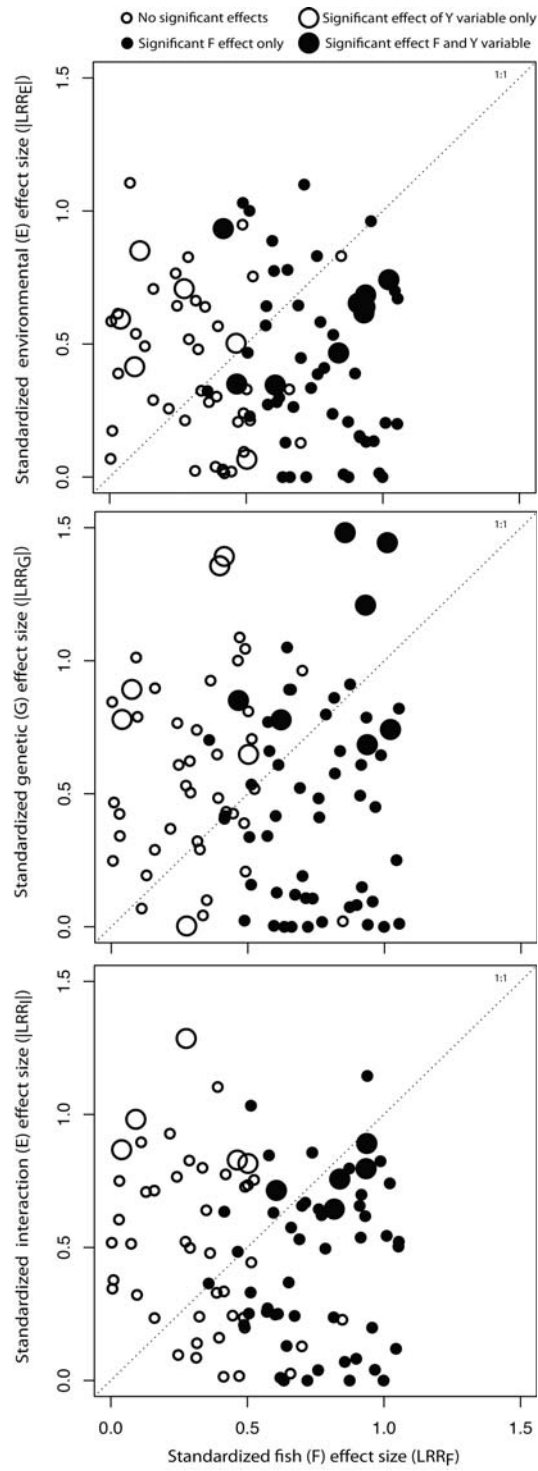 No significant effects
Significant effect of Y variable only
Significant F effect only
Significant effect F and Y variable
Standardized environmental (E) effect size (|LRRE|)
1.5
1.0
0.5
0.0
1:1
Standardized genetic (G) effect size (|LRRG|)
1.5
1.0
0.5
0.0
1:1
Standardized interaction (E) effect size (|LRRI|)
1.5
1.0
0.5
0.0
1:1
0.0 0.5 1.0 1.5
Standardized fish (F) effect size (LRRF)